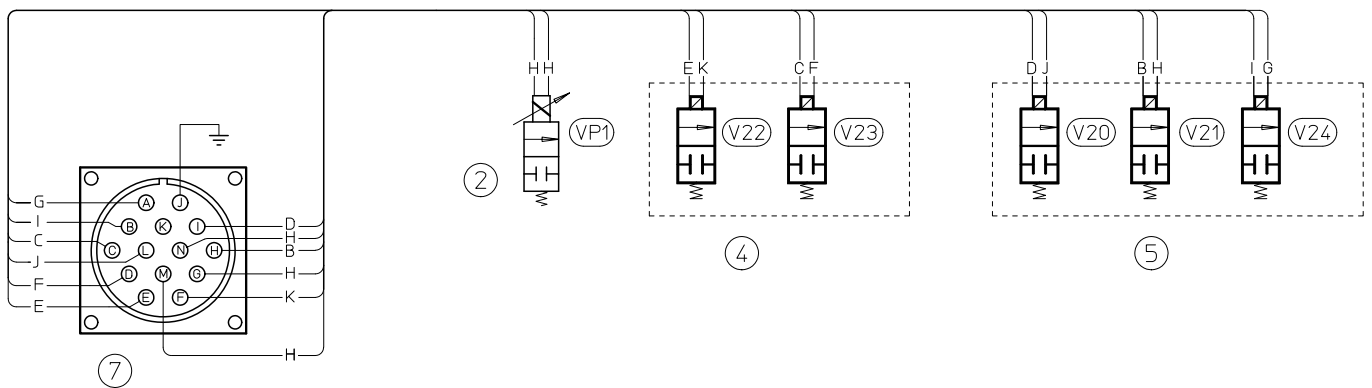 H H
E K
C F
D J
B H
I G
VP1
V22
V23
V20
V21
V24
2
4
5
G
I
C
J
F
E
A J
B K I
C L N H
D M G
E F
D
H
B
H
K
H
7